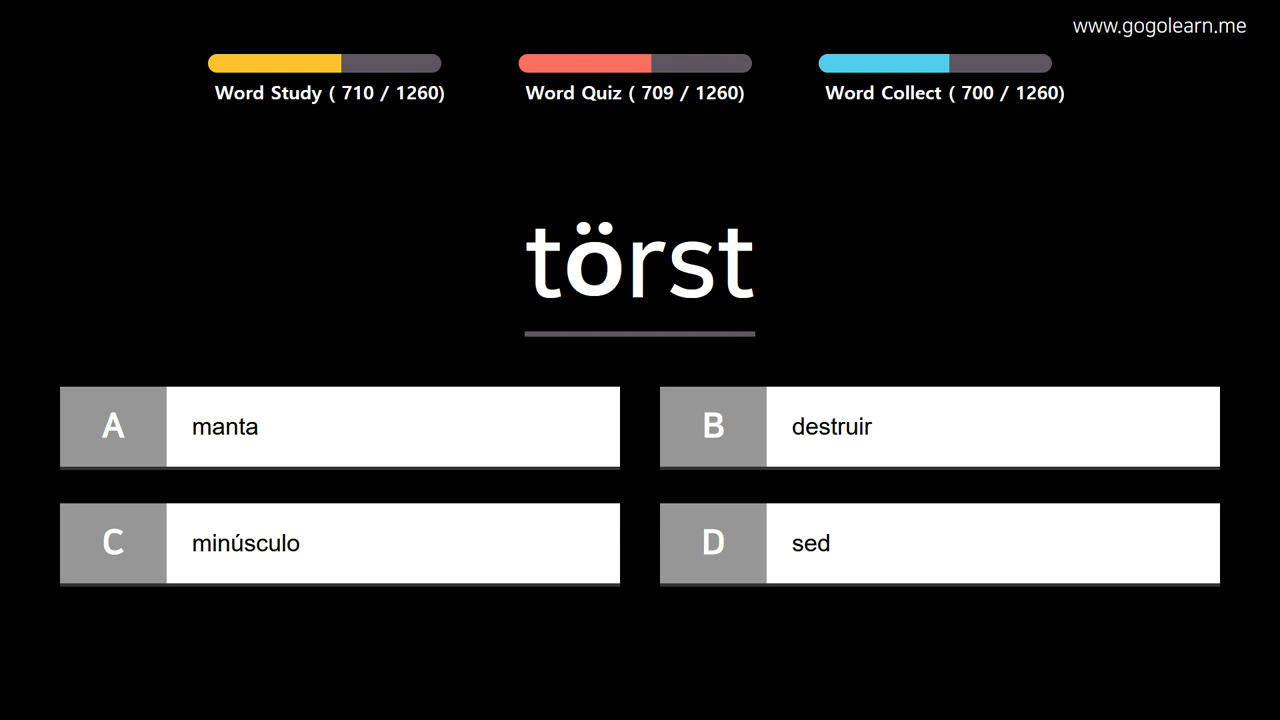 www.gogolearn.me
Word Study ( 710 / 1260)
Word Quiz ( 709 / 1260)
Word Collect ( 700 / 1260)
törst
A manta
B destruir
C minúsculo
D sed